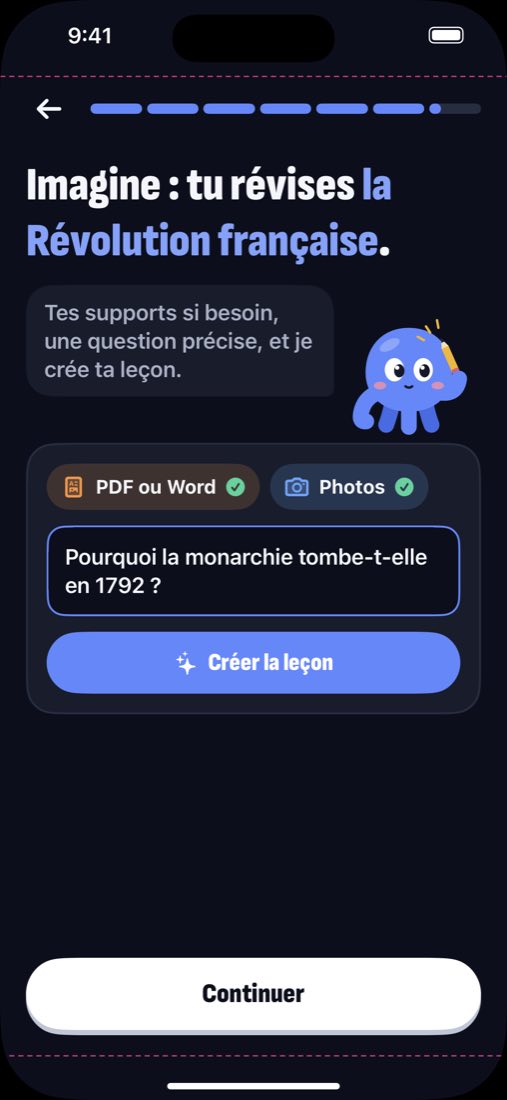 9:41
Imagine : tu révises la
Révolution française.
Tes supports si besoin,
une question précise, et je
crée ta leçon.
PDF ou Word
Photos
Pourquoi la monarchie tombe-t-elle
en 1792 ?
Créer la leçon
Continuer